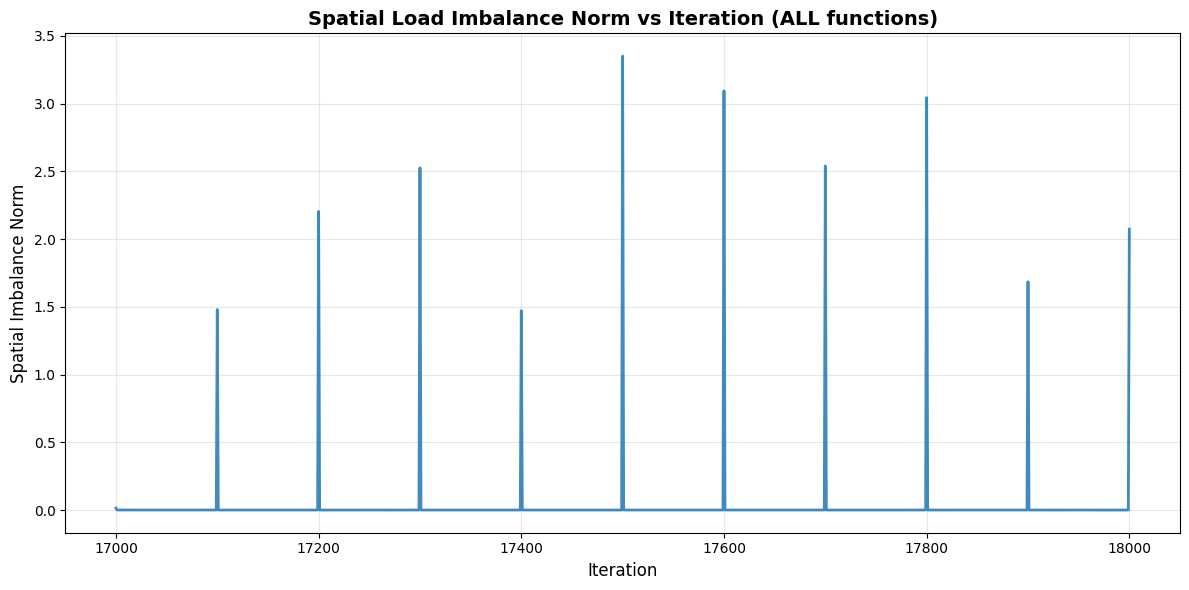 Spatial Load Imbalance Norm vs Iteration (ALL functions)
3.5
3.0
2.5
2.0
1.5
1.0
0.5
0.0
Spatial Imbalance Norm
17000 17200 17400 17600 17800 18000
Iteration